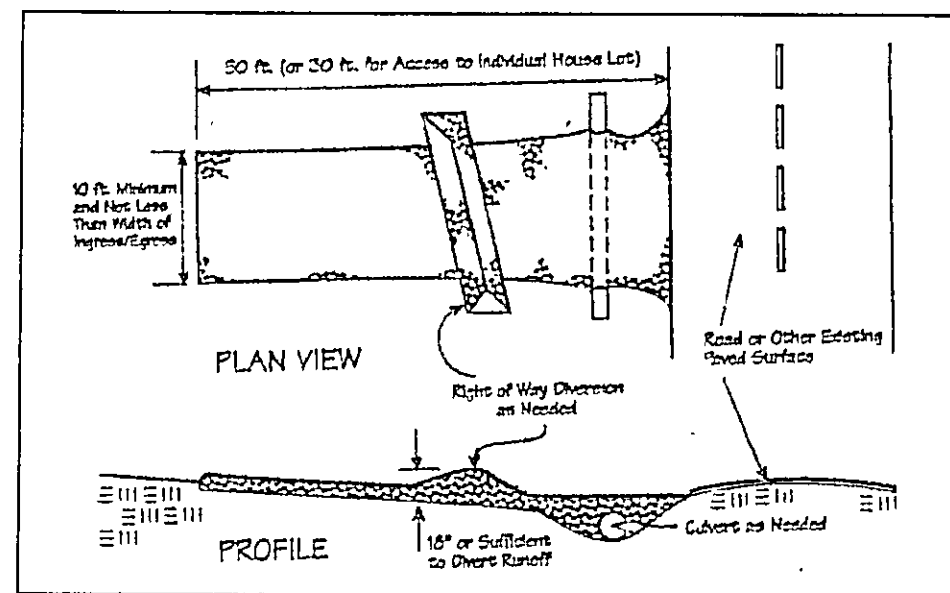 50 ft. (or 30 ft. for Access to Individual House Lot)
10 ft. Minimum
and Not Less
Than Width of
Ingress/Egress
PLAN VIEW
Road or Other Existing
Paved Surface
Right of Way Diversion
as Needed
Culvert as Needed
PROFILE
18" or Sufficient
to Divert Runoff